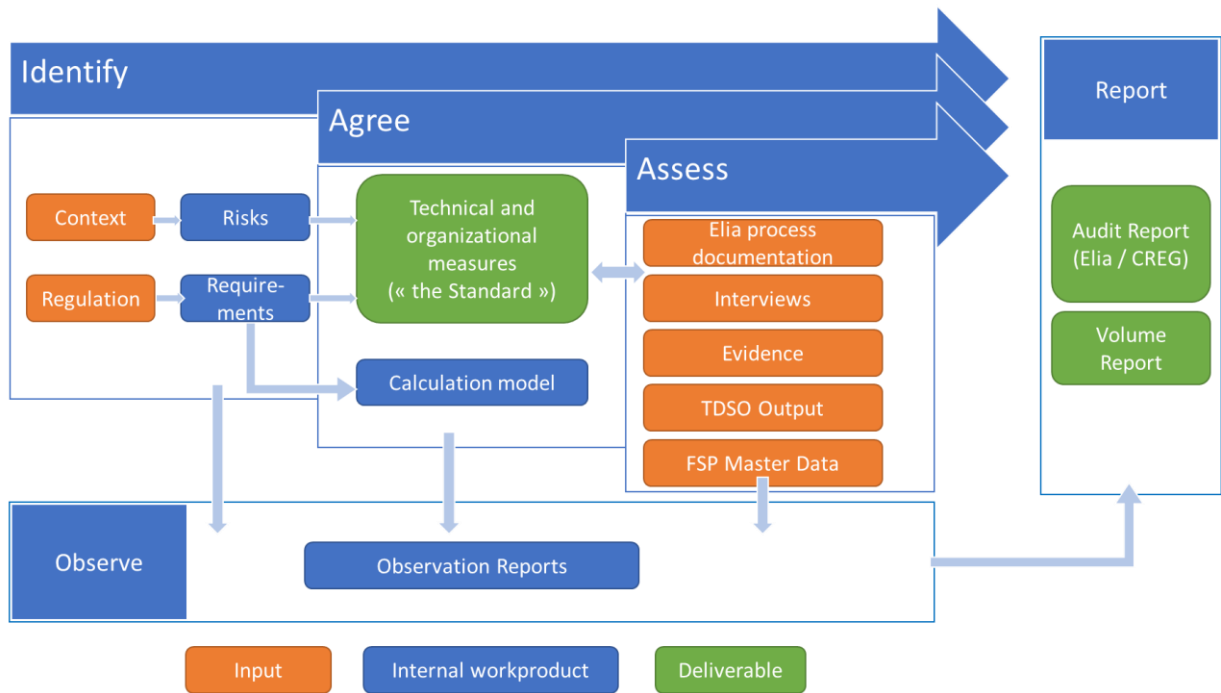 Identify
Report
Agree
Assess
Context
Risks
Technical and
organizational
measures
(« the Standard »)
Elia process
documentation
Audit Report
(Elia / CREG)
Regulation
Require-
ments
Interviews
Evidence
Volume
Report
Calculation model
TDSO Output
FSP Master Data
Observe
Observation Reports
Input
Internal workproduct
Deliverable